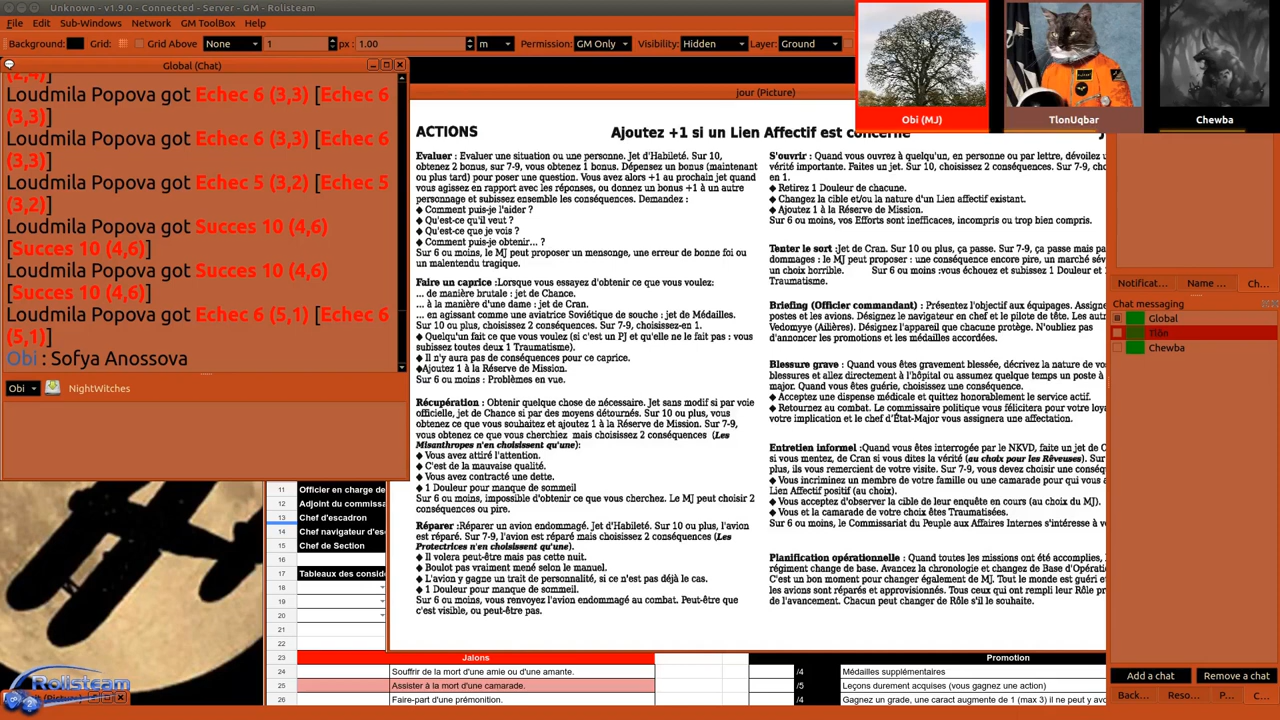 Unknown - v1.9.0 - Connected - Server - GM - Rolisteam
File Edit Sub-Windows Network GM ToolBox Help
Background: Grid: Grid Above None 1 px : 1.00 m Permission: GM Only Visibility: Hidden Layer: Ground
Obi (MJ) TlonUqbar Chewba
Global (Chat)
(2,4)]
Loudmila Popova got Echec 6 (3,3) [Echec 6
(3,3)]
Loudmila Popova got Echec 6 (3,3) [Echec 6
(3,3)]
Loudmila Popova got Echec 5 (3,2) [Echec 5
(3,2)]
Loudmila Popova got Succes 10 (4,6)
[Succes 10 (4,6)]
Loudmila Popova got Succes 10 (4,6)
[Succes 10 (4,6)]
Loudmila Popova got Echec 6 (5,1) [Echec 6
(5,1)]
Obi : Sofya Anossova
Obi NightWitches
jour (Picture)
ACTIONS Ajoutez +1 si un Lien Affectif est concerné
Evaluer : Evaluer une situation ou une personne. Jet d'Habileté. Sur 10,
obtenez 2 bonus, sur 7-9, vous obtenez 1 bonus. Dépensez un bonus (maintenant
ou plus tard) pour poser une question. Vous avez alors +1 au prochain jet quand
vous agissez en rapport avec les réponses, ou donnez un bonus +1 à un autre
personnage et subissez ensemble les conséquences. Demandez :
◆ Comment puis-je l'aider ?
◆ Qu'est-ce qu'il veut ?
◆ Qu'est-ce que je vois ?
◆ Comment puis-je obtenir... ?
Sur 6 ou moins, le MJ peut proposer un mensonge, une erreur de bonne foi ou
un malentendu tragique.
Faire un caprice :Lorsque vous essayez d'obtenir ce que vous voulez:
... de manière brutale : jet de Chance.
... à la manière d'une dame : jet de Cran.
... en agissant comme une aviatrice Soviétique de souche : jet de Médailles.
Sur 10 ou plus, choisissez 2 conséquences. Sur 7-9, choisissez-en 1.
◆ Quelqu'un fait ce que vous voulez (si c'est un PJ et qu'elle ne le fait pas : vous
subissez toutes deux 1 Traumatisme).
◆ Il n'y aura pas de conséquences pour ce caprice.
◆Ajoutez 1 à la Réserve de Mission.
Sur 6 ou moins : Problèmes en vue.
Récupération : Obtenir quelque chose de nécessaire. Jet sans modif si par voie
officielle, jet de Chance si par des moyens détournés. Sur 10 ou plus, vous
obtenez ce que vous souhaitez et ajoutez 1 à la Réserve de Mission. Sur 7-9,
vous obtenez ce que vous cherchiez mais choisissez 2 conséquences (Les
Misanthropes n'en choisissent qu'une):
◆ Vous avez attiré l'attention.
◆ C'est de la mauvaise qualité.
◆ Vous avez contracté une dette.
◆ 1 Douleur pour manque de sommeil
Sur 6 ou moins, impossible d'obtenir ce que vous cherchez. Le MJ peut choisir 2
conséquences ou pire.
Réparer :Réparer un avion endommagé. Jet d'Habileté. Sur 10 ou plus, l'avion
est réparé. Sur 7-9, l'avion est réparé mais choisissez 2 conséquences (Les
Protectrices n'en choisissent qu'une).
◆ Il volera peut-être mais pas cette nuit.
◆ Boulot pas vraiment mené selon le manuel.
◆ L'avion y gagne un trait de personnalité, si ce n'est pas déjà le cas.
◆ 1 Douleur pour manque de sommeil.
Sur 6 ou moins, vous renvoyez l'avion endommagé au combat. Peut-être que
c'est visible, ou peut-être pas.
S'ouvrir : Quand vous ouvrez à quelqu'un, en personne ou par lettre, dévoilez u
vérité importante. Faites un jet. Sur 10, choisissez 2 conséquences. Sur 7-9, c
en 1.
◆ Retirez 1 Douleur de chacune.
◆ Changez la cible et/ou la nature d'un Lien affectif existant.
◆ Ajoutez 1 à la Réserve de Mission.
Sur 6 ou moins, vos Efforts sont inefficaces, incompris ou trop bien compris.
Tenter le sort :Jet de Cran. Sur 10 ou plus, ça passe. Sur 7-9, ça passe mais pa
dommages : le MJ peut proposer : une conséquence encore pire, un marché sév
un choix horrible. Sur 6 ou moins :vous échouez et subissez 1 Douleur et
Traumatisme.
Briefing (Officier commandant) : Présentez l'objectif aux équipages. Assigne
postes et les avions. Désignez le navigateur en chef et le pilote de tête. Les autr
Vedomyye (Ailières). Désignez l'appareil que chacune protège. N'oubliez pas
d'annoncer les promotions et les médailles accordées.
Blessure grave : Quand vous êtes gravement blessée, décrivez la nature de vos
blessures et allez directement à l'hôpital ou assumez quelque temps un poste à
major. Quand vous êtes guérie, choisissez une conséquence.
◆ Acceptez une dispense médicale et quittez honorablement le service actif.
◆ Retournez au combat. Le commissaire politique vous félicitera pour votre loya
votre implication et le chef d'État-Major vous assignera une affectation.
Entretien informel :Quand vous êtes interrogée par le NKVD, faite un jet de C
si vous mentez, de Cran si vous dites la vérité (au choix pour les Rêveuses). Sur
plus, ils vous remercient de votre visite. Sur 7-9, vous devez choisir une conséq
◆ Vous incriminez un membre de famille ou une camarade pour qui vous a
Lien Affectif positif (au choix).
◆ Vous acceptez d'observer la cible de leur enquête en cours (au choix du MJ).
◆ Vous et la camarade de votre choix êtes Traumatisées.
Sur 6 ou moins, le Commissariat du Peuple aux Affaires Internes s'intéresse à v
Planification opérationnelle : Quand toutes les missions ont été accomplies, l
régiment change de base. Avancez la chronologie et changez de Base d'Opérati
C'est un bon moment pour changer également de MJ. Tout le monde est guéri et
les avions sont réparés et approvisionnés. Tous ceux qui ont rempli leur Rôle on
de l'avancement. Chacun peut changer de Rôle s'il le souhaite.
Notificat... Name ... Ch...
Chat messaging
Global
Tlön
Chewba
Add a chat Remove a chat
Back... Reso... P... C...
11 Officier en charge de
12 Adjoint du commissa
13 Chef d'escadron
14 Chef navigateur d'es
15 Chef de Section
16
17 Tableaux des considé
18
19
20
21
22
23 Jalons Promotion
24 Souffrir de la mort d'une amie ou d'une amante. /4 Médailles supplémentaires
25 Assister à la mort d'une camarade. /5 Leçons durement acquises (vous gagnez une action)
26 Faire-part d'une prémonition. /4 Gagnez un grade, une caract augmente de 1 (max 3) il ne peut y avo
Rolisteam